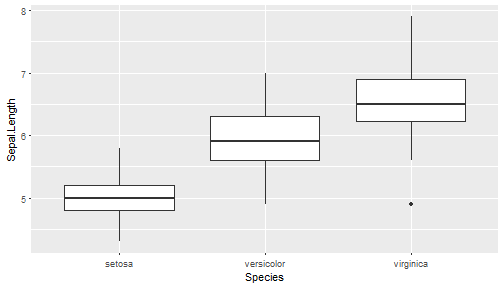 8
7
6
5
Sepal.Length
setosa
versicolor
virginica
Species